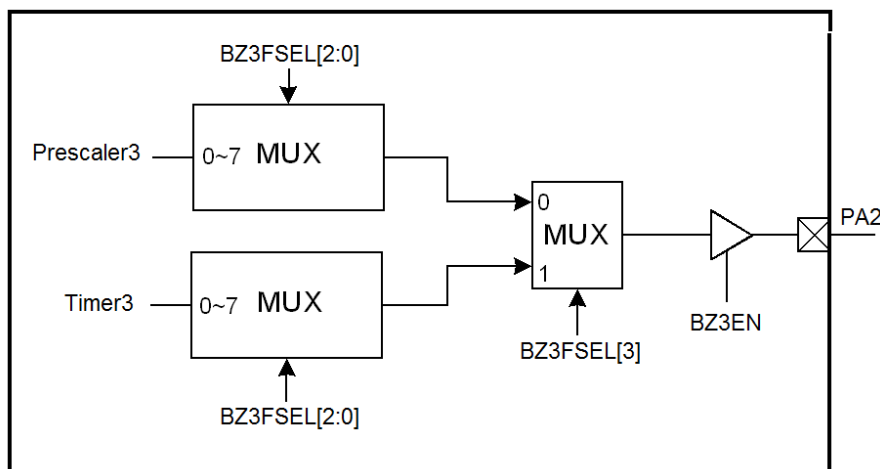 BZ3FSEL[2:0]
Prescaler3
0~7 MUX
0
MUX
PA2
1
Timer3
0~7 MUX
BZ3EN
BZ3FSEL[3]
BZ3FSEL[2:0]